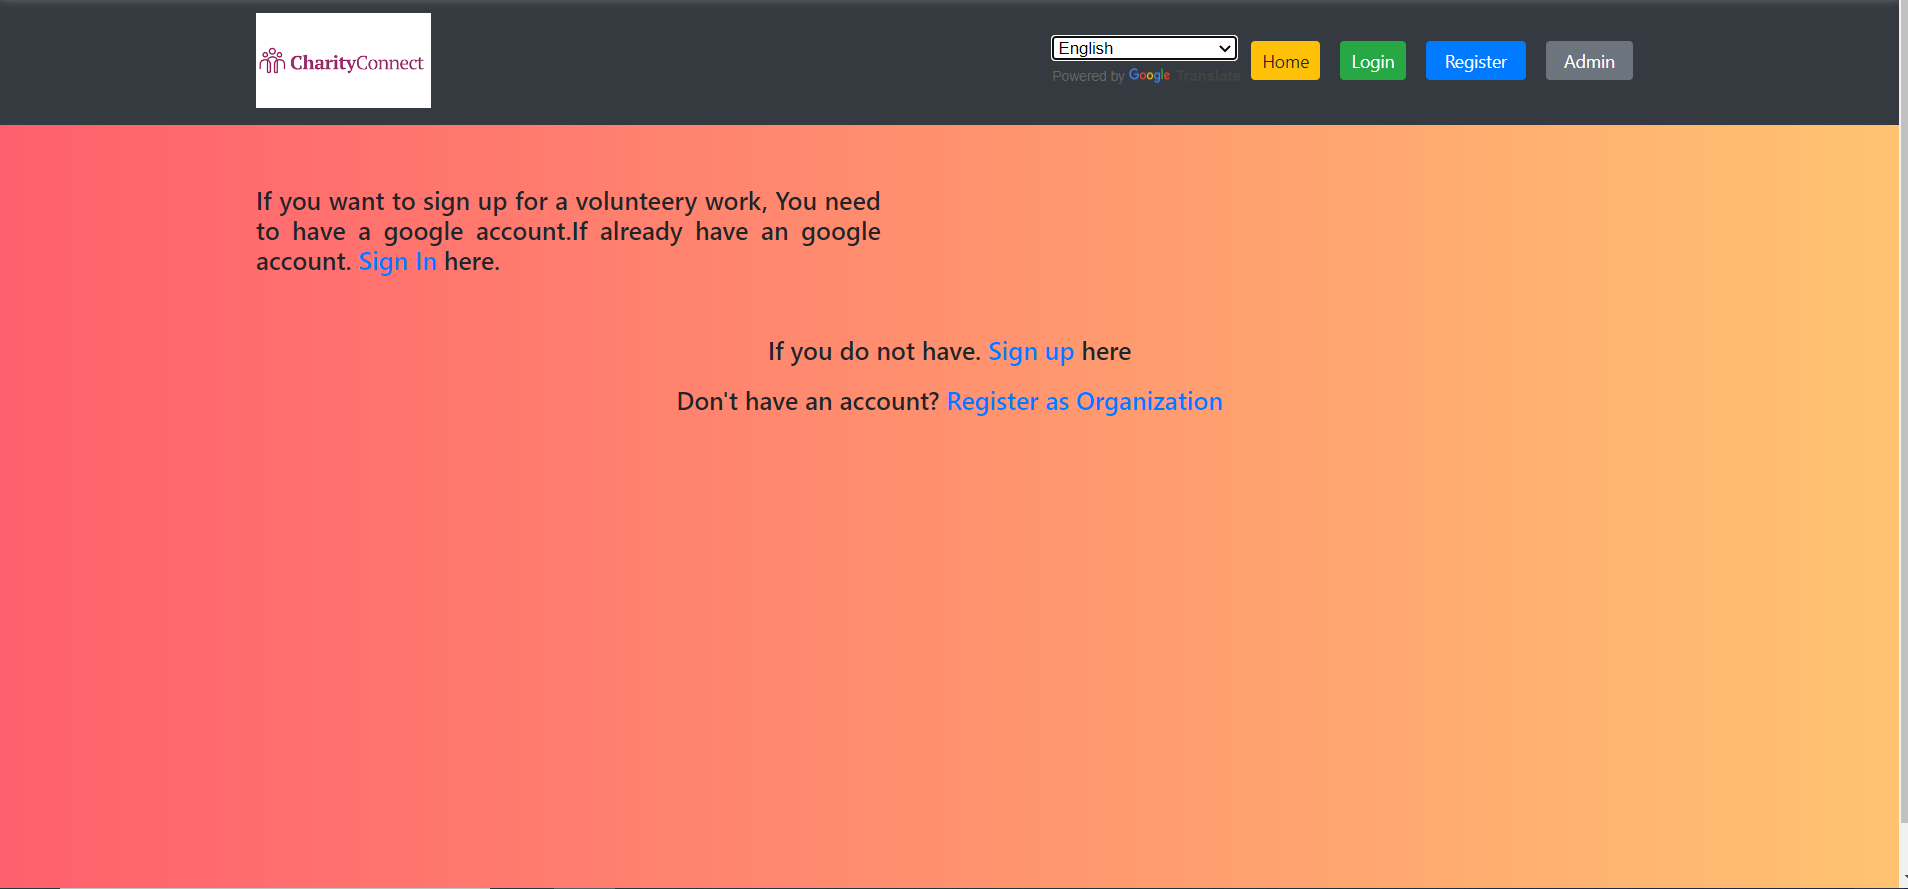 CharityConnect
English
Powered by Google Translate
Home
Login
Register
Admin
If you want to sign up for a volunteery work, You need
to have a google account.If already have an google
account. Sign In here.
If you do not have. Sign up here
Don't have an account? Register as Organization